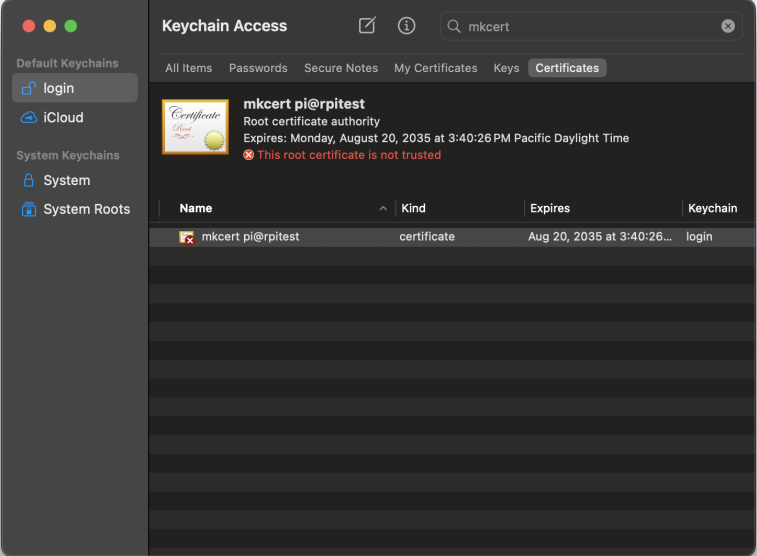 Keychain Access
mkcert
Default Keychains
login
iCloud
System Keychains
System
System Roots
All Items Passwords Secure Notes My Certificates Keys Certificates
Certificate
Root
mkcert pi@rpitest
Root certificate authority
Expires: Monday, August 20, 2035 at 3:40:26 PM Pacific Daylight Time
This root certificate is not trusted
Name Kind Expires Keychain
mkcert pi@rpitest certificate Aug 20, 2035 at 3:40:26... login